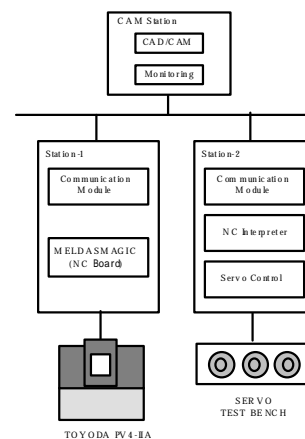 CAM Station
CAD/CAM
Monitoring
Station-1
Communication
Module
MELDASMAGIC
(NC Board)
TOYODA PV4-IIA
Station-2
Communication
Module
NC Interpreter
Servo Control
SERVO
TEST BENCH